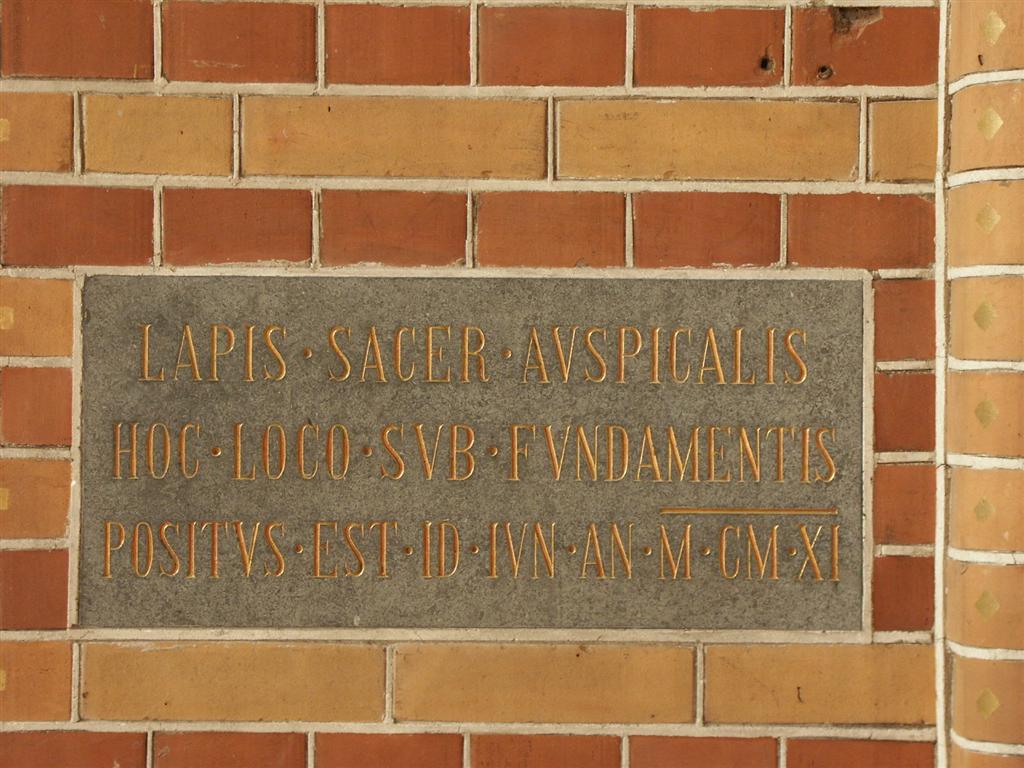 LAPIS · SACER · AVSPICALIS
HOC · LOCO · SVB · FVNDAMENTIS
POSITVS · EST · ID · IVN · AN · M · CM · XI